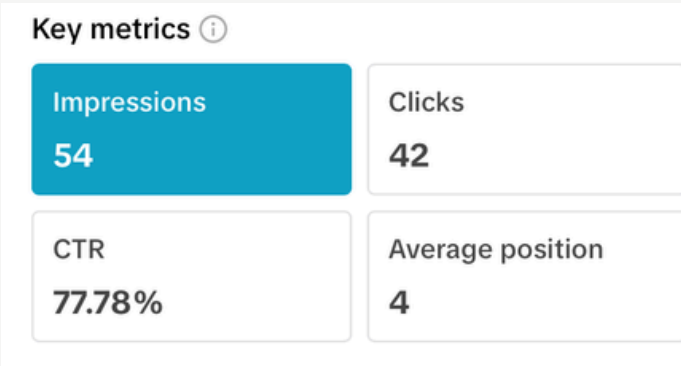 Key metrics
Impressions
54
Clicks
42
CTR
77.78%
Average position
4